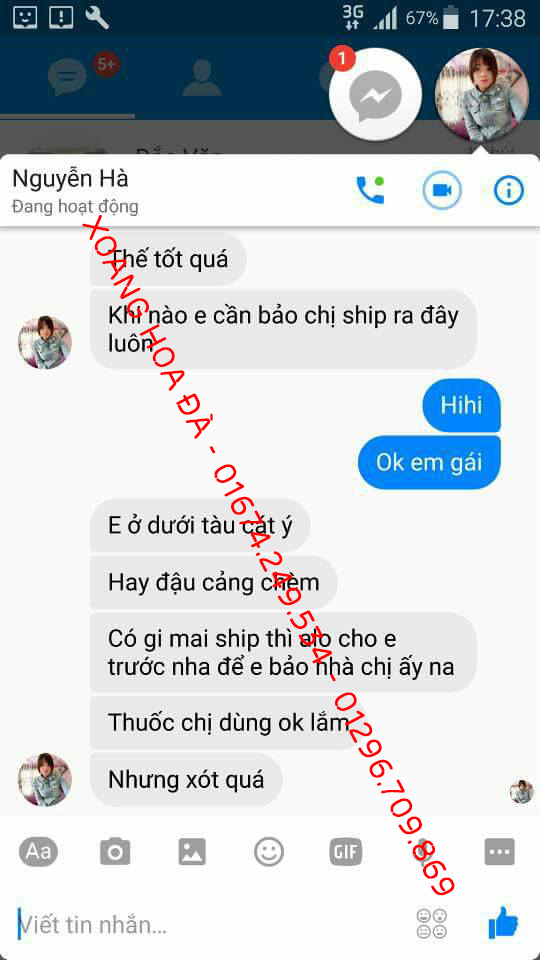 3G
67%
17:38
5+
1
Nguyễn Hà
Đang hoạt động
Thế tốt quá
Khi nào e cần bảo chị ship ra đây
luôn
Hihi
Ok em gái
E ở dưới tàu cát ý
Hay đậu cảng chèm
Có gi mai ship thì alo cho e
trước nha để e bảo nhà chị ấy na
Thuốc chị dùng ok lắm
Nhưng xót quá
XOANG HOA ĐÀ - 01674.249.534 - 01296.709.869
Aa
GIF
Viết tin nhắn...